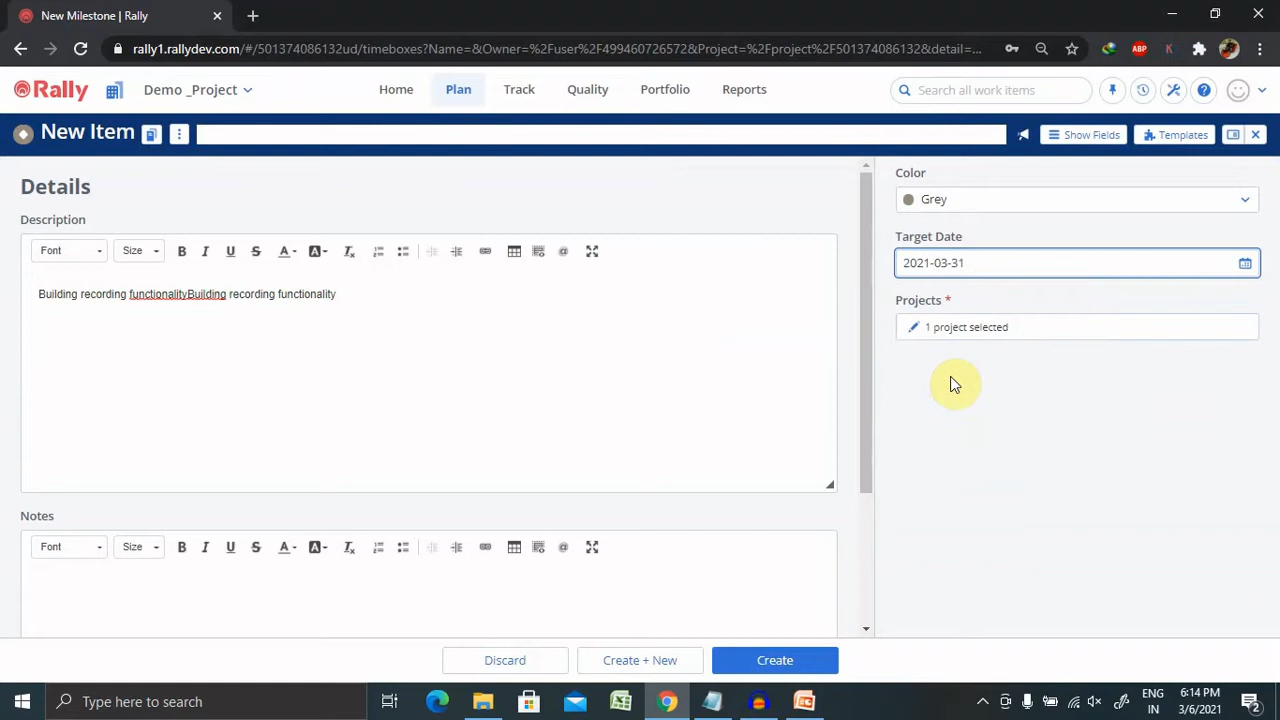 New Milestone | Rally
rally1.rallydev.com/#/501374086132ud/timeboxes?Name=&Owner=%2Fuser%2F499460726572&Project=%2Fproject%2F501374086132&detail=...
ABP
K
Rally
Demo _Project
Home
Plan
Track
Quality
Portfolio
Reports
Search all work items
New Item
Show Fields
Templates
Details
Color
Grey
Description
Target Date
Font
Size
B I U S A A
2021-03-31
Building recording functionalityBuilding recording functionality
Projects *
1 project selected
Notes
Font
Size
B I U S A A
Discard
Create + New
Create
Type here to search
ENG
IN
6:14 PM
3/6/2021
2